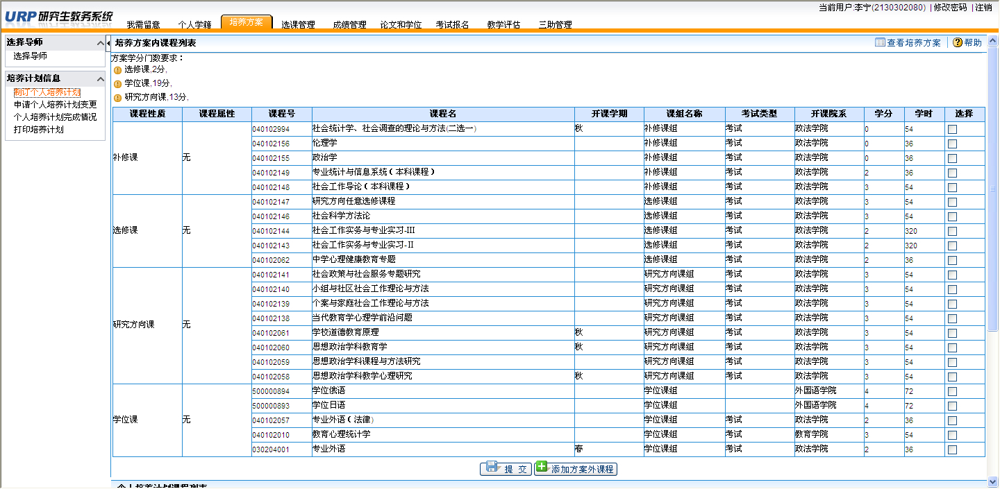 当前用户:李宁(2130302080) | 修改密码 | 注销
URP研究生教务系统
我需留意 个人学籍 培养方案 选课管理 成绩管理 论文和学位 考试报名 教学评估 三助管理
选择导师
选择导师
培养计划信息
制订个人培养计划
申请个人培养计划变更
个人培养计划完成情况
打印培养计划
培养方案内课程列表 查看培养方案 帮助
方案学分门数要求：
选修课,2分,
学位课,19分,
研究方向课,13分,
课程性质 课程属性 课程号 课程名 开课学期 课组名称 考试类型 开课院系 学分 学时 选择
补修课 无
040102994 社会统计学、社会调查的理论与方法(二选一) 秋 补修课组 考试 政法学院 0 54
040102156 伦理学 补修课组 考试 政法学院 0 36
040102155 政治学 补修课组 考试 政法学院 0 36
040102149 专业统计与信息系统（本科课程） 补修课组 考试 政法学院 2 36
040102148 社会工作导论（本科课程） 补修课组 考试 政法学院 3 54
选修课 无
040102147 研究方向任意选修课程 选修课组 考试 政法学院 3 54
040102146 社会科学方法论 选修课组 考试 政法学院 3 54
040102144 社会工作实务与专业实习-III 选修课组 考试 政法学院 2 320
040102143 社会工作实务与专业实习-II 选修课组 考试 政法学院 2 320
040102062 中学心理健康教育专题 选修课组 考试 政法学院 2 36
研究方向课 无
040102141 社会政策与社会服务专题研究 研究方向课组 考试 政法学院 3 54
040102140 小组与社区社会工作理论与方法 研究方向课组 考试 政法学院 3 54
040102139 个案与家庭社会工作理论与方法 研究方向课组 考试 政法学院 3 54
040102138 当代教育学心理学前沿问题 研究方向课组 考试 政法学院 3 54
040102061 学校道德教育原理 秋 研究方向课组 考试 政法学院 3 54
040102060 思想政治学科教育学 秋 研究方向课组 考试 政法学院 3 54
040102059 思想政治学科课程与方法研究 研究方向课组 考试 政法学院 3 54
040102058 思想政治学科教学心理研究 秋 研究方向课组 考试 政法学院 3 54
学位课 无
500000894 学位俄语 学位课组 外国语学院 4 72
500000893 学位日语 学位课组 外国语学院 4 72
040102057 专业外语（法律） 学位课组 考试 政法学院 2 36
040102010 教育心理统计学 学位课组 考试 教育学院 3 54
030204001 专业外语 春 学位课组 考试 政法学院 2 36
提 交 添加方案外课程
个人培养计划课程列表